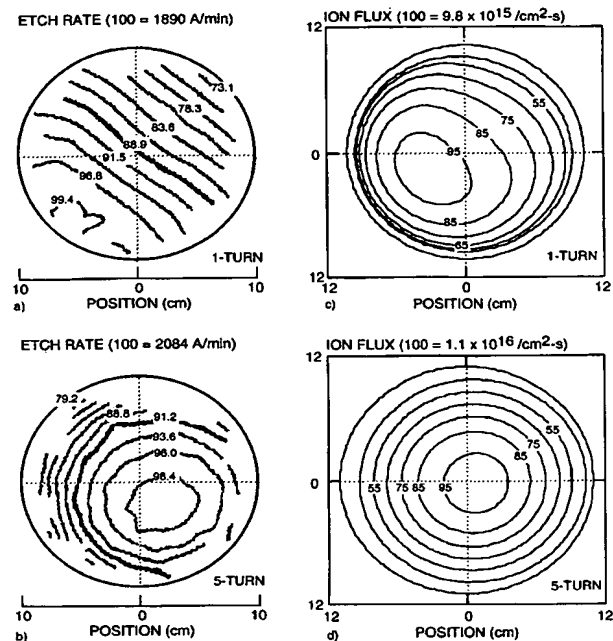 ETCH RATE (100 = 1890 A/min)
73.1
78.3
83.6
88.9
91.5
96.8
99.4
1-TURN
10 0 10
POSITION (cm)
a)
ION FLUX (100 = 9.8 x 10¹⁵/cm²-s)
12
55
75
85
95
0
85
65
1-TURN
12
12 0 12
POSITION (cm)
c)
ETCH RATE (100 = 2084 A/min)
79.2
88.8
91.2
93.6
96.0
98.4
5-TURN
10 0 10
POSITION (cm)
b)
ION FLUX (100 = 1.1 x 10¹⁶/cm²-s)
12
55
75
85
0
55 75 85 95
5-TURN
12
12 0 12
POSITION (cm)
d)